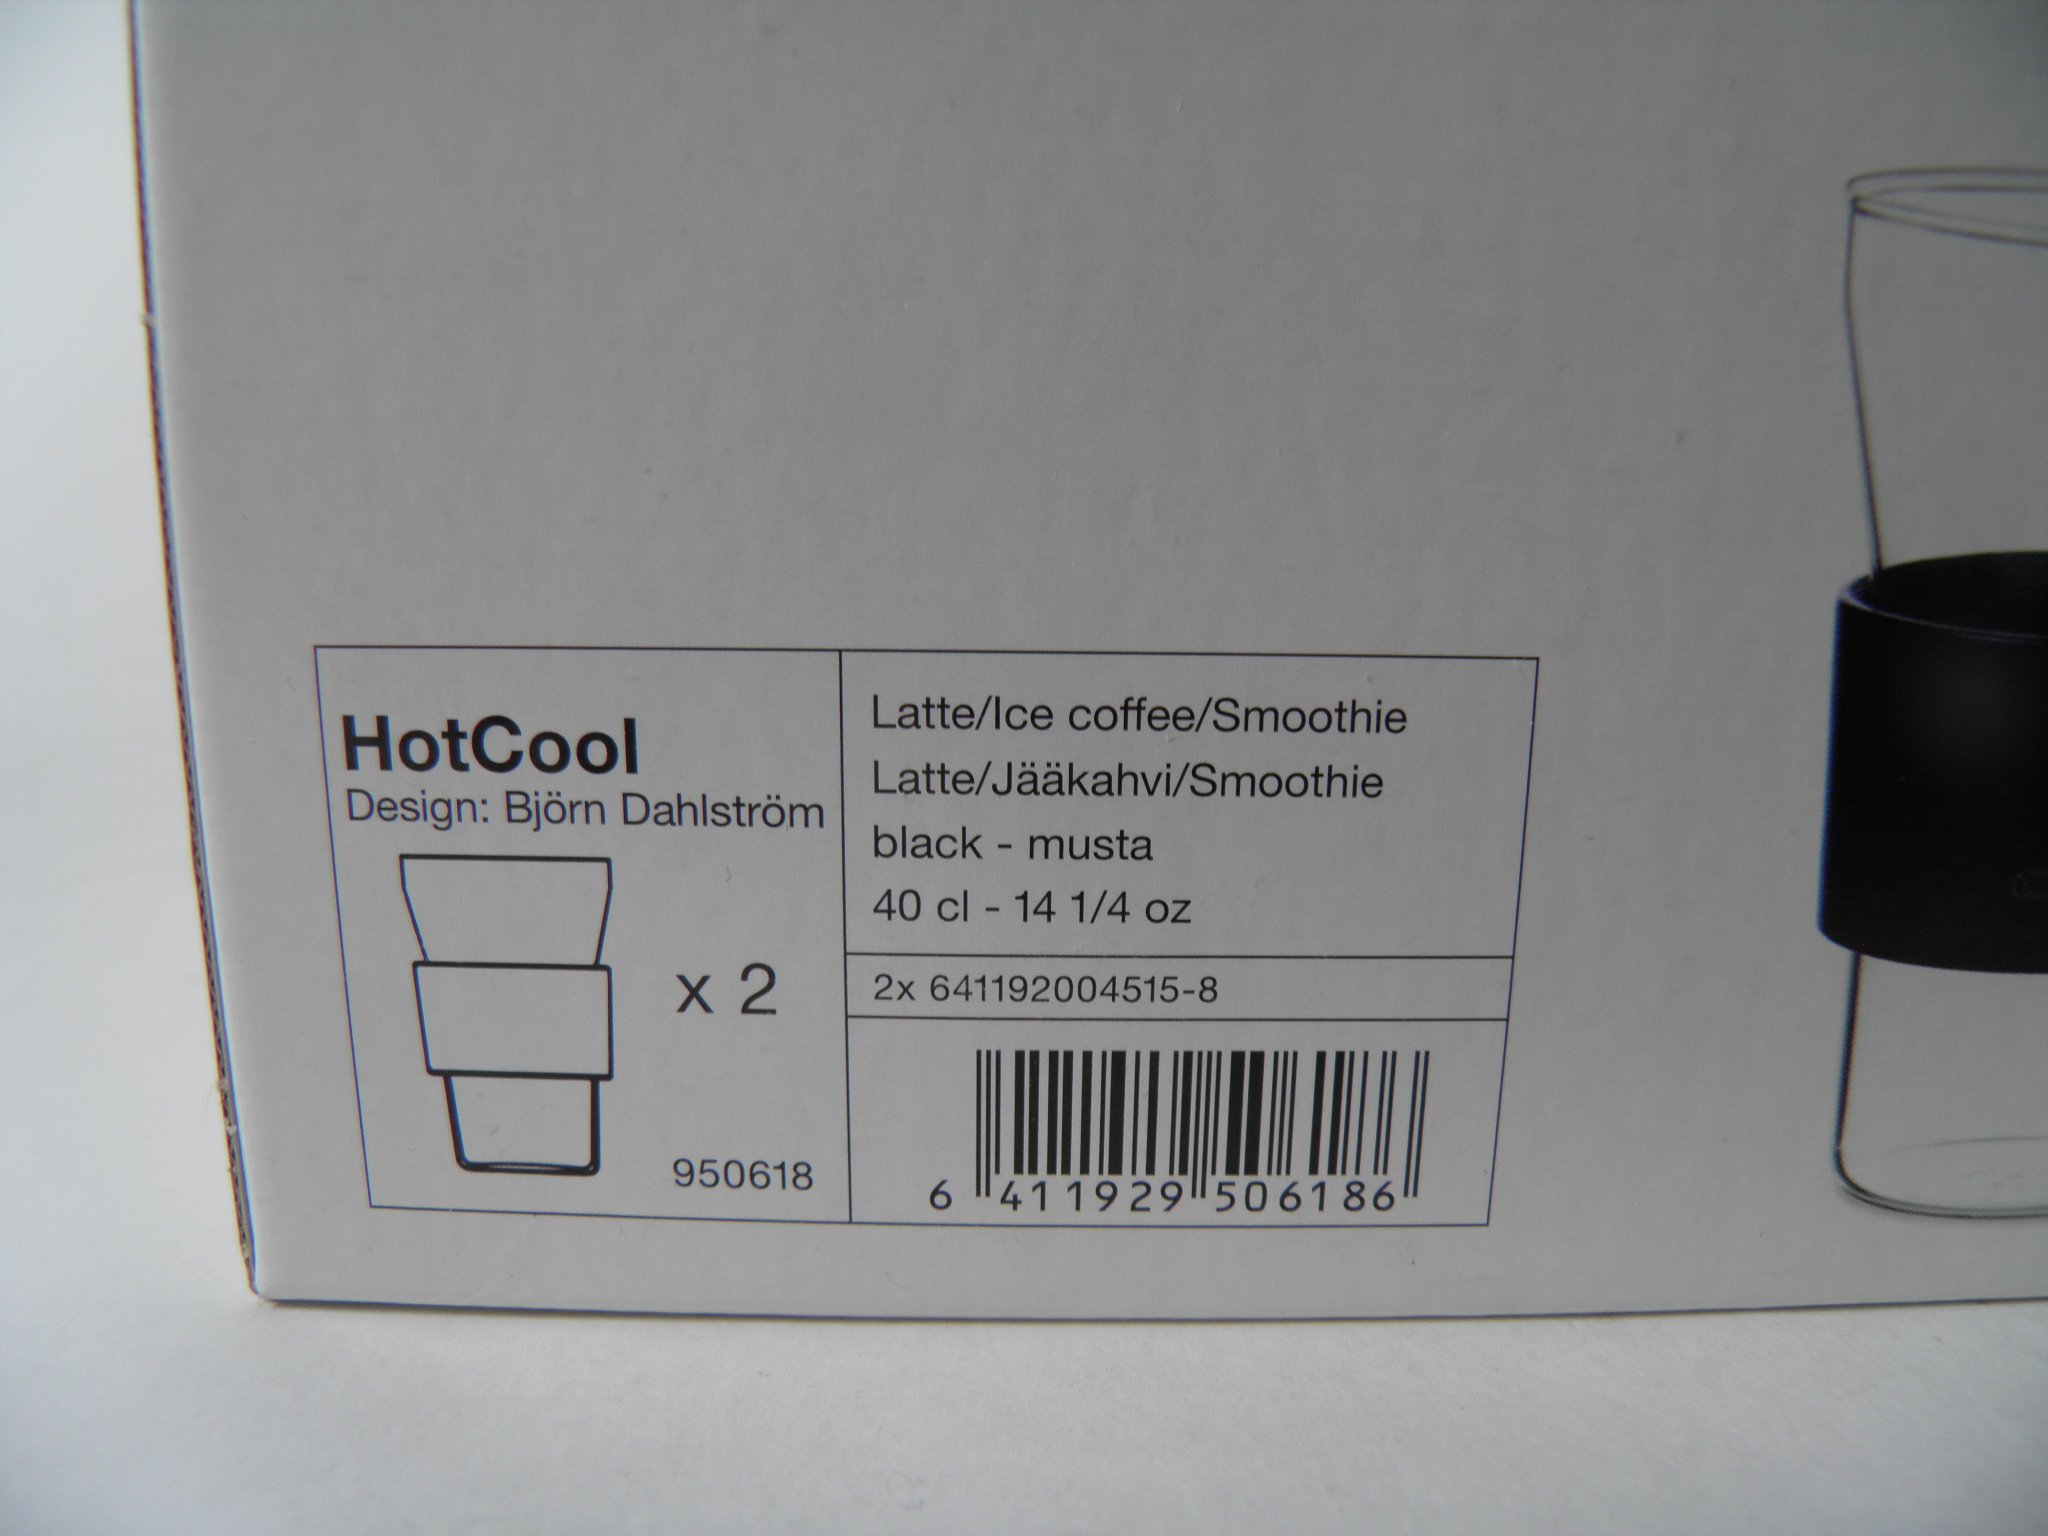 HotCool
Design: Björn Dahlström
x 2
950618
Latte/Ice coffee/Smoothie
Latte/Jääkahvi/Smoothie
black - musta
40 cl - 14 1/4 oz
2x 641192004515-8
6 411929 506186